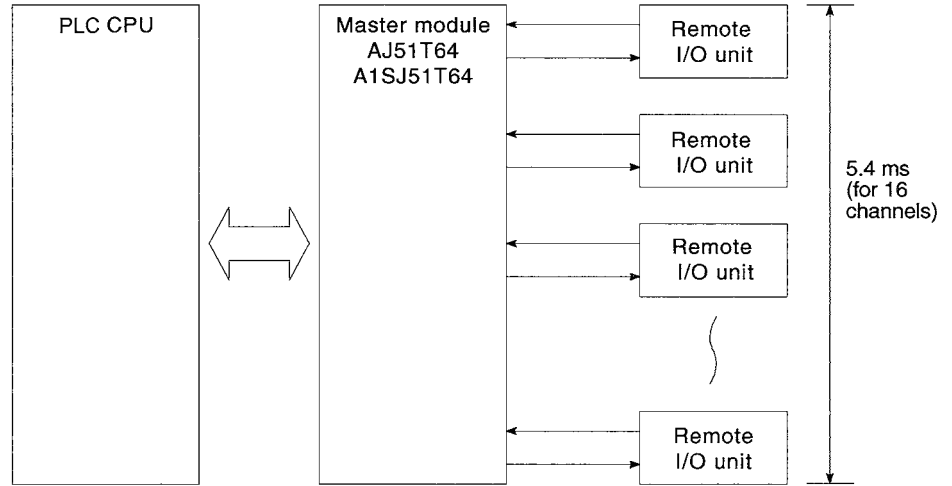 PLC CPU
Master module
AJ51T64
A1SJ51T64
Remote
I/O unit
Remote
I/O unit
Remote
I/O unit
Remote
I/O unit
5.4 ms
(for 16
channels)